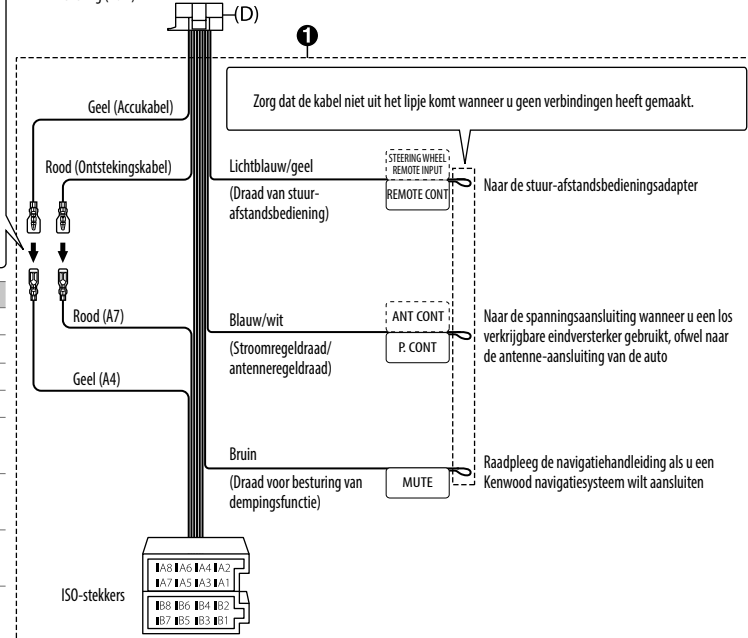 (D)
1
Zorg dat de kabel niet uit het lipje komt wanneer u geen verbindingen heeft gemaakt.
Geel (Accukabel)
Rood (Ontstekingskabel)
Lichtblauw/geel
(Draad van stuur-
afstandsbediening)
STEERING WHEEL
REMOTE INPUT
REMOTE CONT
Naar de stuur-afstandsbedieningsadapter
Rood (A7)
Geel (A4)
Blauw/wit
(Stroomregeldraad/
antenneregeldraad)
ANT CONT
P. CONT
Naar de spanningsaansluiting wanneer u een los
verkrijgbare eindversterker gebruikt, ofwel naar
de antenne-aansluiting van de auto
Bruin
(Draad voor besturing van
dempingsfunctie)
MUTE
Raadpleeg de navigatiehandleiding als u een
Kenwood navigatiesysteem wilt aansluiten
ISO-stekkers
A8 A6 A4 A2
A7 A5 A3 A1
B8 B6 B4 B2
B7 B5 B3 B1